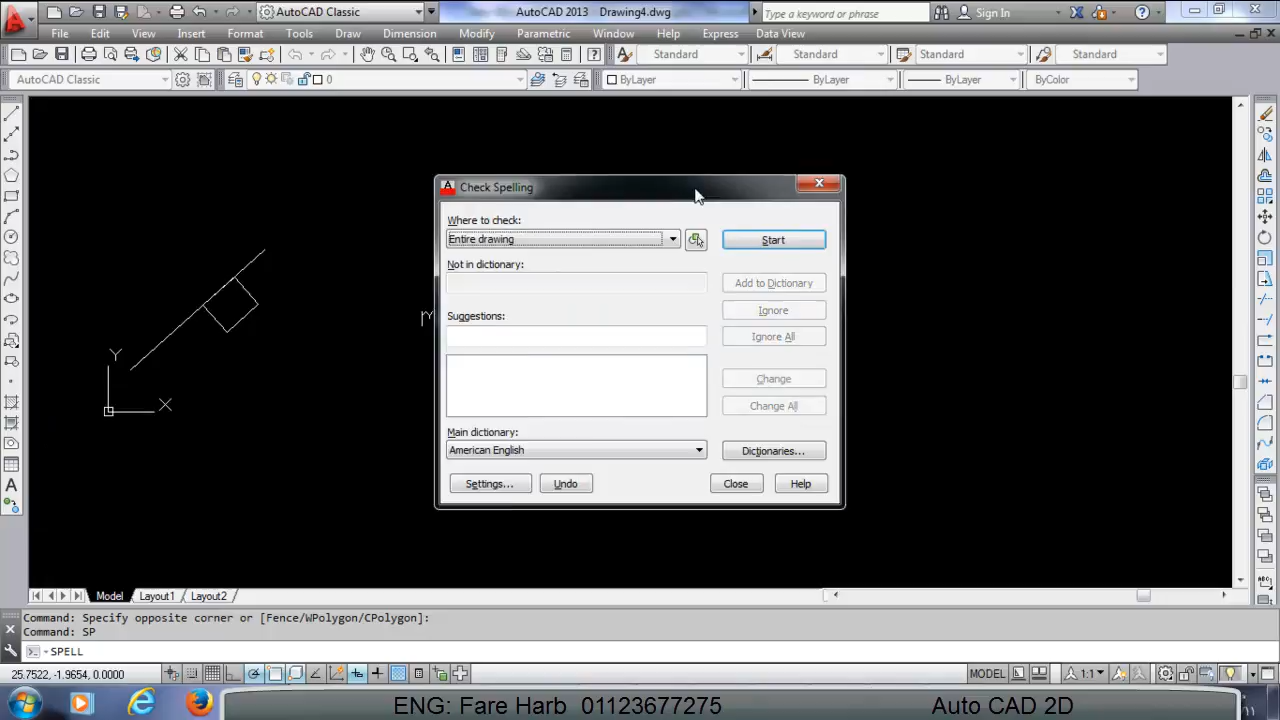 AutoCAD Classic
AutoCAD 2013 Drawing4.dwg
Type a keyword or phrase
Sign In
File Edit View Insert Format Tools Draw Dimension Modify Parametric Window Help Express Data View
Standard Standard Standard Standard
AutoCAD Classic 0 ByLayer ByLayer ByLayer ByColor
Check Spelling
Where to check:
Entire drawing
Start
Not in dictionary:
Add to Dictionary
Suggestions:
Ignore
Ignore All
Change
Change All
Main dictionary:
American English
Dictionaries...
Settings... Undo Close Help
Y
X
A
Model Layout1 Layout2
Command: Specify opposite corner or [Fence/WPolygon/CPolygon]:
Command: SP
SPELL
25.7522, -1.9654, 0.0000
MODEL 1:1
ENG: Fare Harb 01123677275 Auto CAD 2D